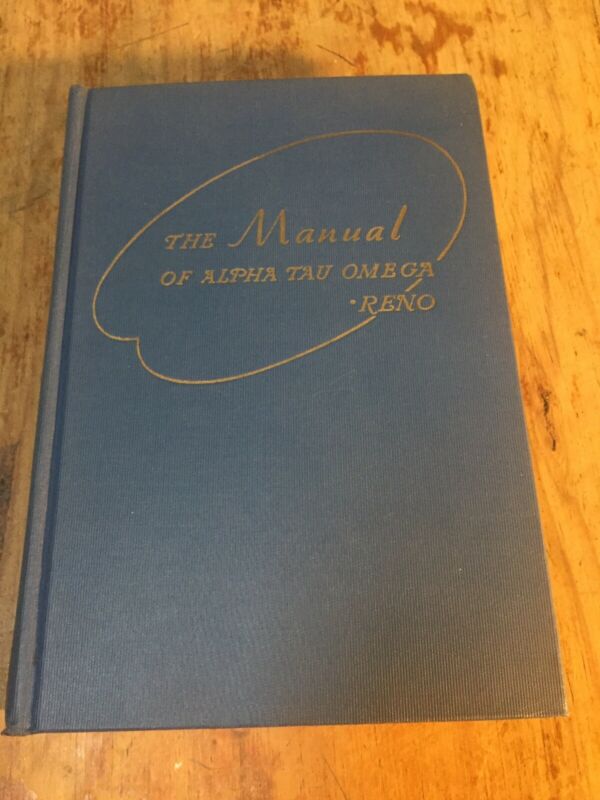 THE Manual
OF ALPHA TAU OMEGA
·RENO